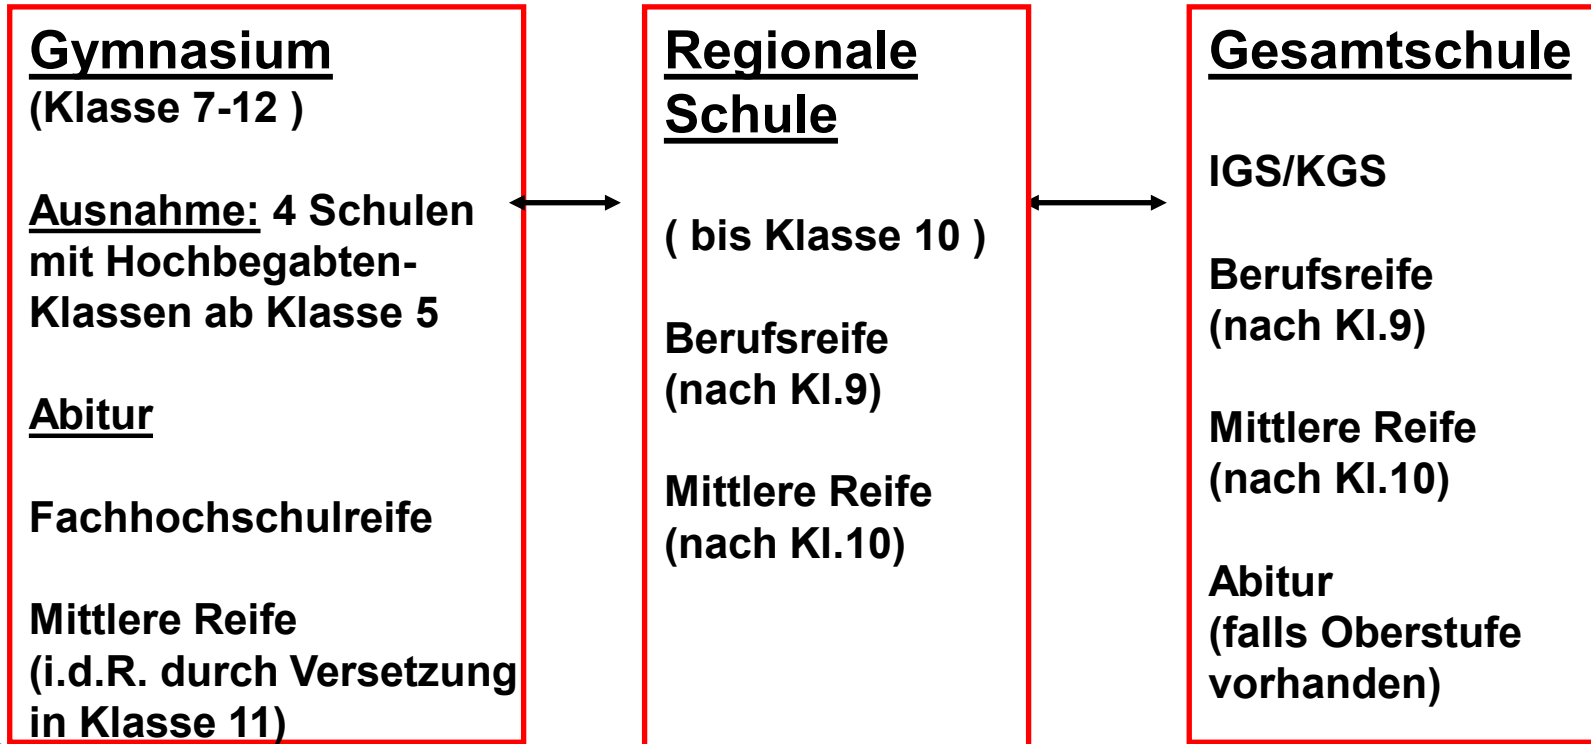 Gymnasium
(Klasse 7-12 )
Ausnahme: 4 Schulen
mit Hochbegabten-
Klassen ab Klasse 5
Abitur
Fachhochschulreife
Mittlere Reife
(i.d.R. durch Versetzung
in Klasse 11)
Regionale
Schule
( bis Klasse 10 )
Berufsreife
(nach Kl.9)
Mittlere Reife
(nach Kl.10)
Gesamtschule
IGS/KGS
Berufsreife
(nach Kl.9)
Mittlere Reife
(nach Kl.10)
Abitur
(falls Oberstufe
vorhanden)